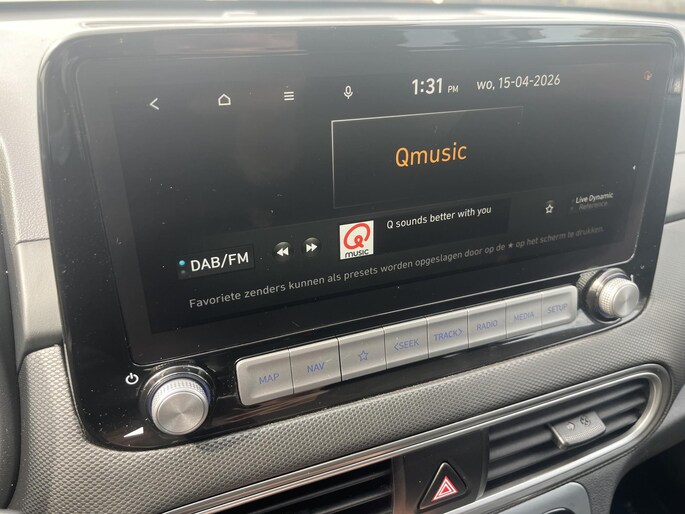 1:31 PM wo, 15-04-2026
Qmusic
Live Dynamic
Reference
Q sounds better with you
MUSIC
DAB/FM
Favoriete zenders kunnen als presets worden opgeslagen door op de ★ op het scherm te drukken.
MAP NAV ☆ <SEEK TRACK> RADIO MEDIA SETUP